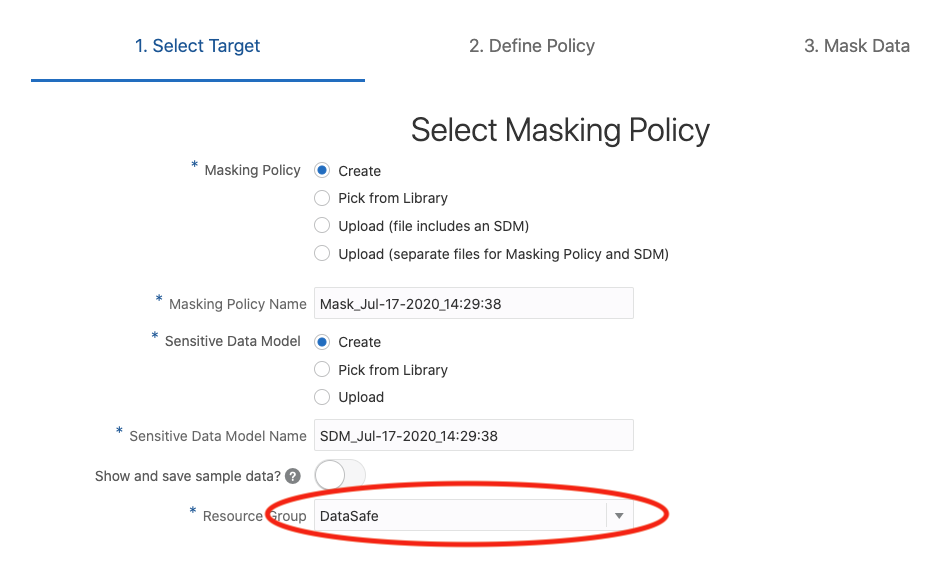 1. Select Target 2. Define Policy 3. Mask Data
Select Masking Policy
* Masking Policy Create
Pick from Library
Upload (file includes an SDM)
Upload (separate files for Masking Policy and SDM)
* Masking Policy Name Mask_Jul-17-2020_14:29:38
* Sensitive Data Model Create
Pick from Library
Upload
* Sensitive Data Model Name SDM_Jul-17-2020_14:29:38
Show and save sample data? ?
* Resource Group DataSafe